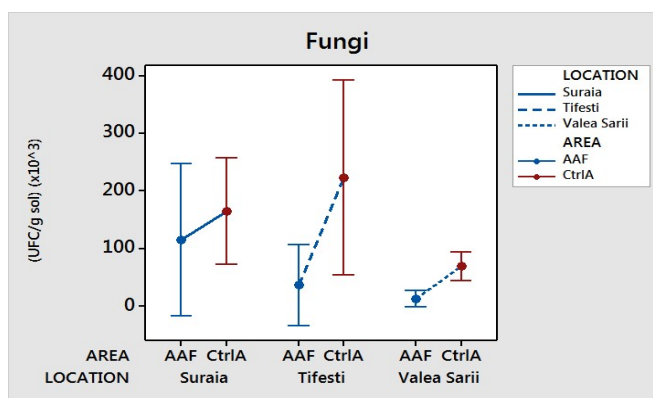 Fungi
400
300
200
100
0
(UFC/g sol) (x10^3)
AREA AAF CtrlA AAF CtrlA AAF CtrlA
LOCATION Suraia Tifesti Valea Sarii
LOCATION
Suraia
Tifesti
Valea Sarii
AREA
AAF
CtrlA